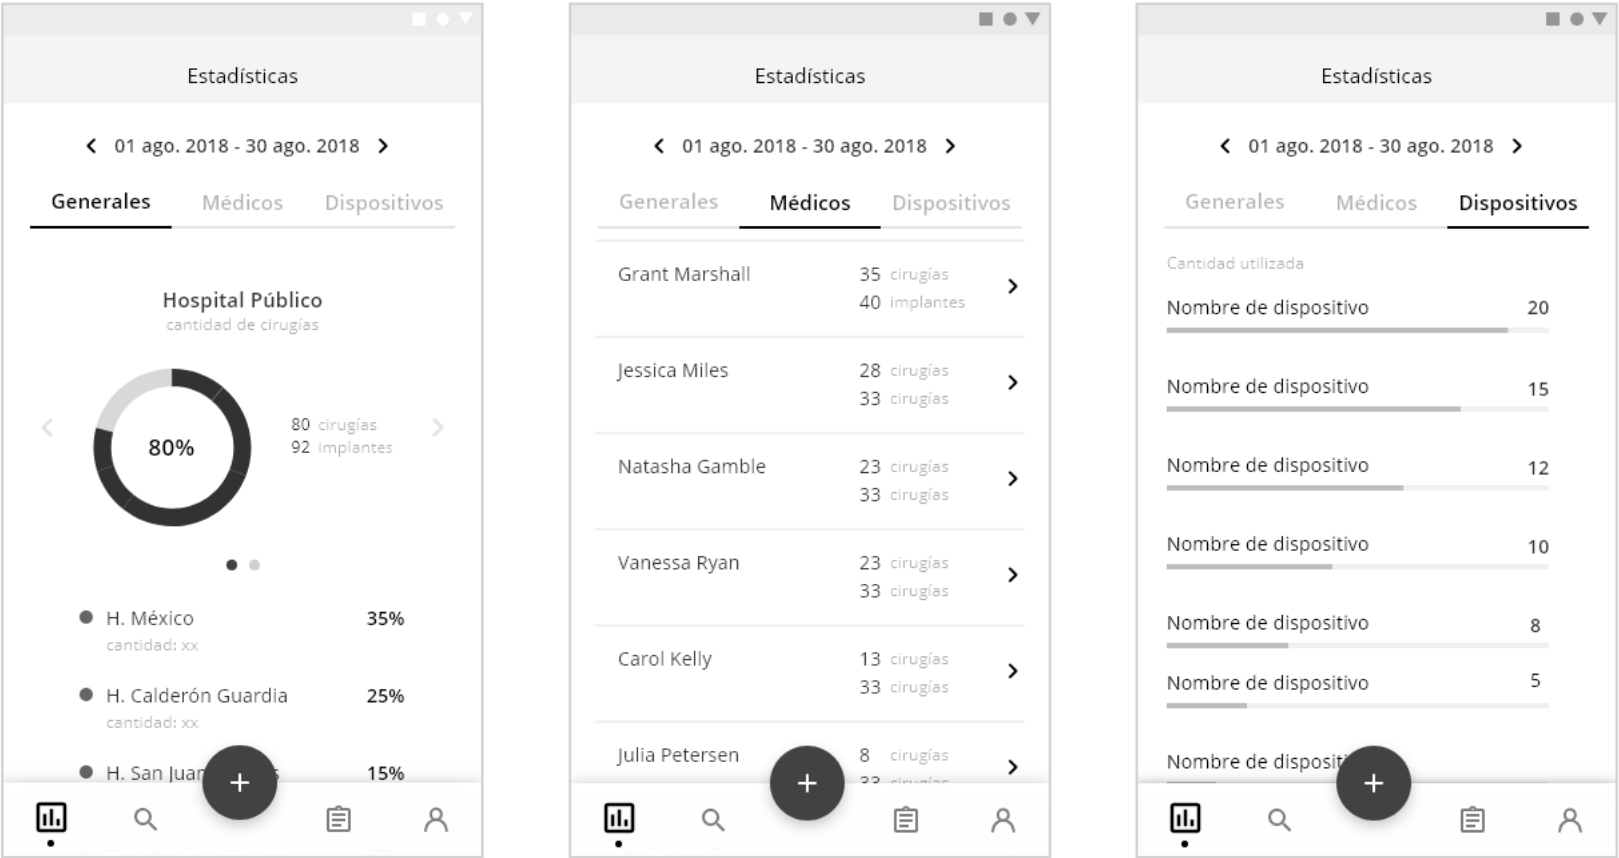 Estadísticas
01 ago. 2018 - 30 ago. 2018
Generales Médicos Dispositivos
Hospital Público
cantidad de cirugías
80%
80 cirugías
92 implantes
H. México 35%
cantidad: xx
H. Calderón Guardia 25%
cantidad: xx
H. San Juan 15%
+
Estadísticas
01 ago. 2018 - 30 ago. 2018
Generales Médicos Dispositivos
Grant Marshall 35 cirugías
40 implantes
Jessica Miles 28 cirugías
33 cirugías
Natasha Gamble 23 cirugías
33 cirugías
Vanessa Ryan 23 cirugías
33 cirugías
Carol Kelly 13 cirugías
33 cirugías
Julia Petersen 8 cirugías
33 cirugías
+
Estadísticas
01 ago. 2018 - 30 ago. 2018
Generales Médicos Dispositivos
Cantidad utilizada
Nombre de dispositivo 20
Nombre de dispositivo 15
Nombre de dispositivo 12
Nombre de dispositivo 10
Nombre de dispositivo 8
Nombre de dispositivo 5
Nombre de dispositi
+